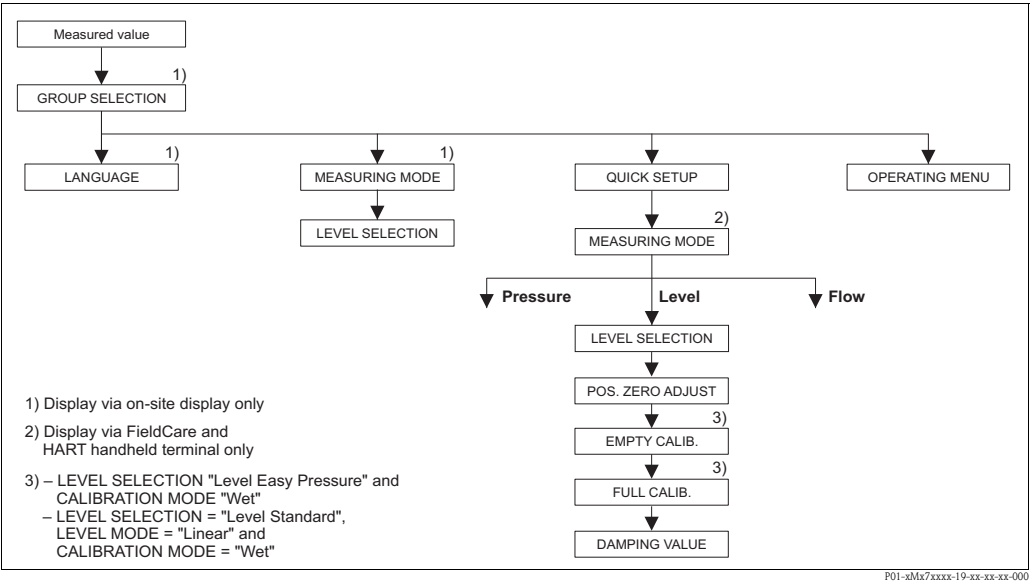 Measured value
1)
GROUP SELECTION
1)
LANGUAGE
1)
MEASURING MODE
QUICK SETUP
OPERATING MENU
LEVEL SELECTION
2)
MEASURING MODE
Pressure
Level
Flow
LEVEL SELECTION
POS. ZERO ADJUST
3)
EMPTY CALIB.
3)
FULL CALIB.
DAMPING VALUE
1) Display via on-site display only
2) Display via FieldCare and
HART handheld terminal only
3) – LEVEL SELECTION "Level Easy Pressure" and
CALIBRATION MODE "Wet"
– LEVEL SELECTION = "Level Standard",
LEVEL MODE = "Linear" and
CALIBRATION MODE = "Wet"
P01-xMx7xxxx-19-xx-xx-xx-000